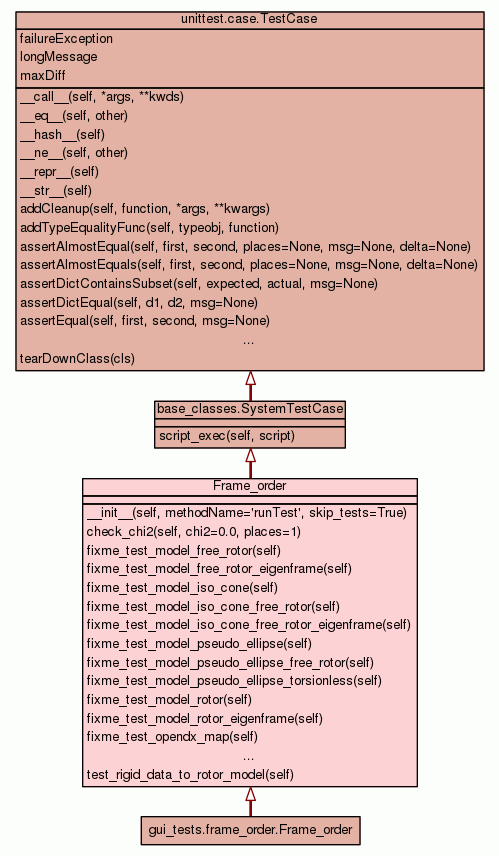 unittest.case.TestCase
failureException
longMessage
maxDiff
__call__(self, *args, **kwds)
__eq__(self, other)
__hash__(self)
__ne__(self, other)
__repr__(self)
__str__(self)
addCleanup(self, function, *args, **kwargs)
addTypeEqualityFunc(self, typeobj, function)
assertAlmostEqual(self, first, second, places=None, msg=None, delta=None)
assertAlmostEquals(self, first, second, places=None, msg=None, delta=None)
assertDictContainsSubset(self, expected, actual, msg=None)
assertDictEqual(self, d1, d2, msg=None)
assertEqual(self, first, second, msg=None)
...
tearDownClass(cls)
base_classes.SystemTestCase
script_exec(self, script)
Frame_order
__init__(self, methodName='runTest', skip_tests=True)
check_chi2(self, chi2=0.0, places=1)
fixme_test_model_free_rotor(self)
fixme_test_model_free_rotor_eigenframe(self)
fixme_test_model_iso_cone(self)
fixme_test_model_iso_cone_free_rotor(self)
fixme_test_model_iso_cone_free_rotor_eigenframe(self)
fixme_test_model_pseudo_ellipse(self)
fixme_test_model_pseudo_ellipse_free_rotor(self)
fixme_test_model_pseudo_ellipse_torsionless(self)
fixme_test_model_rotor(self)
fixme_test_model_rotor_eigenframe(self)
fixme_test_opendx_map(self)
...
test_rigid_data_to_rotor_model(self)
gui_tests.frame_order.Frame_order